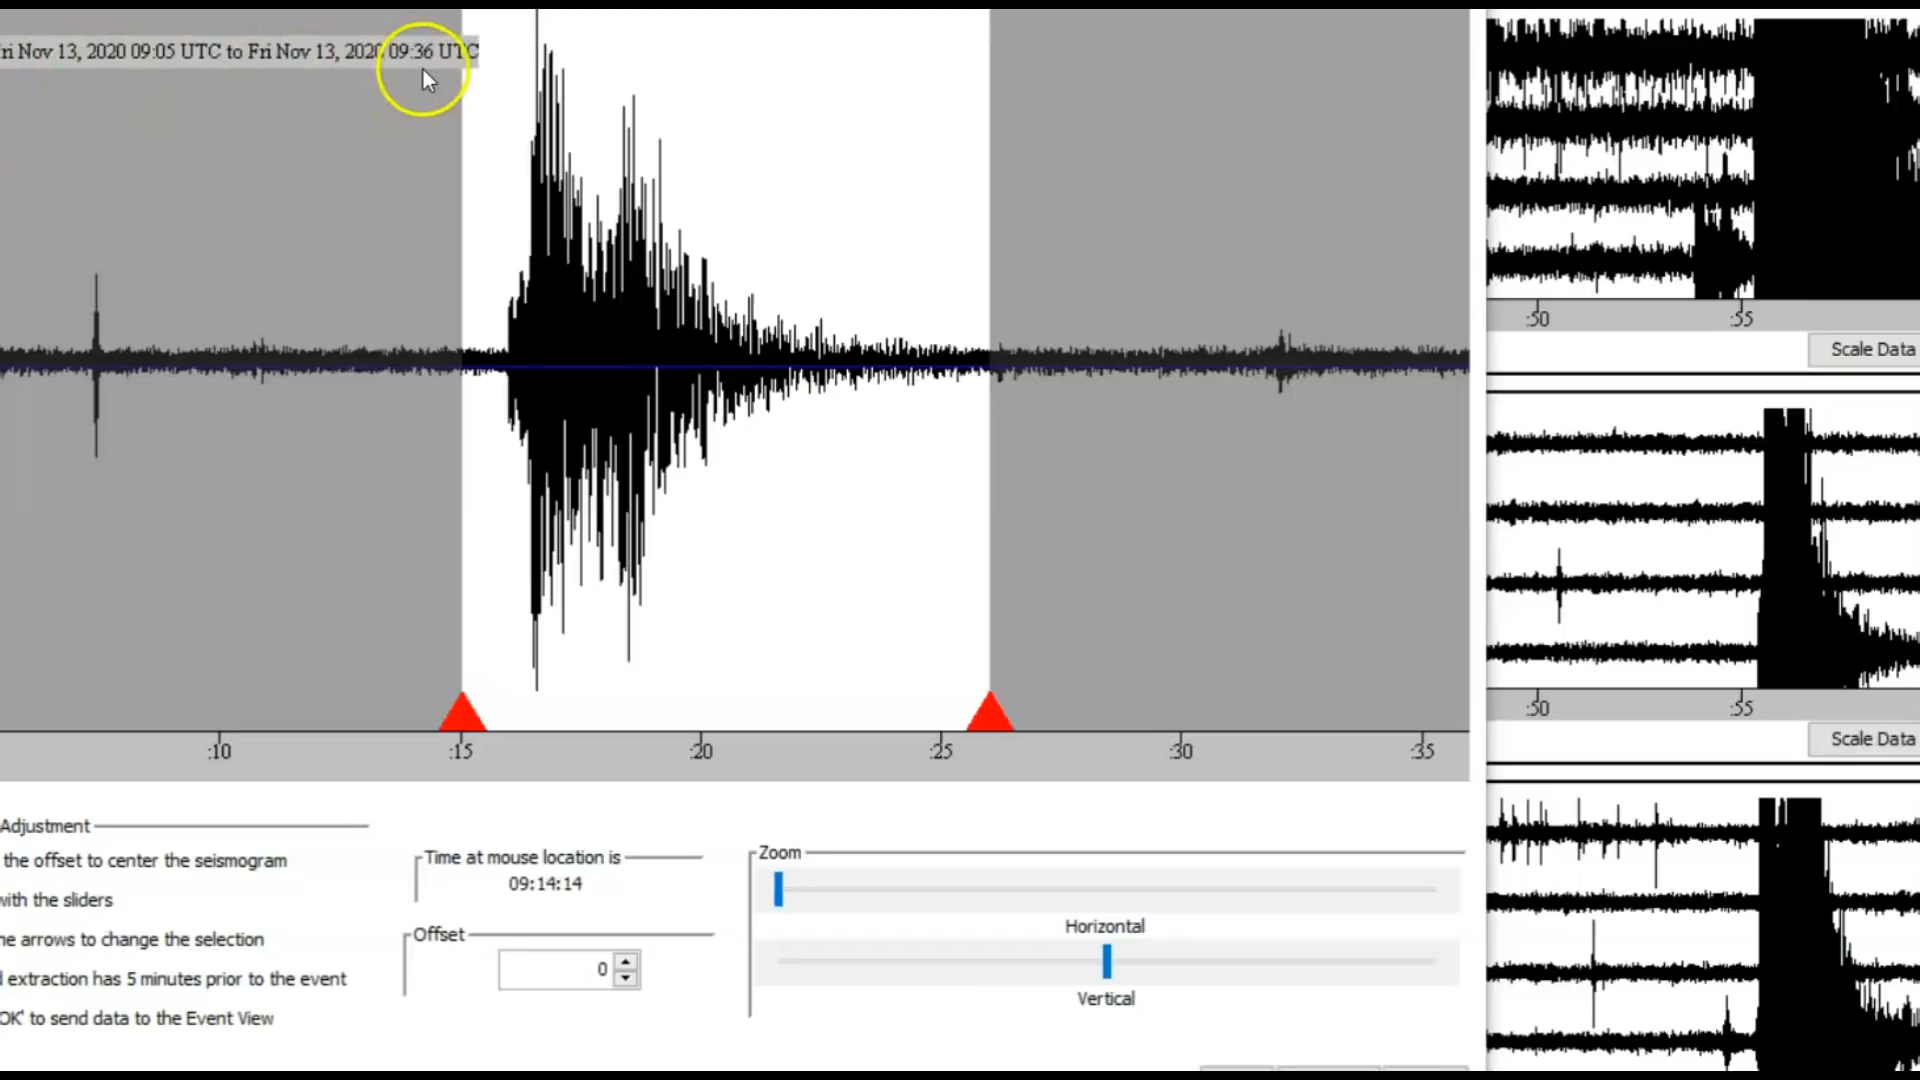 ri Nov 13, 2020 09:05 UTC to Fri Nov 13, 2020 09:36 UTC
:10 :15 :20 :25 :30 :35
Adjustment
the offset to center the seismogram
with the sliders
he arrows to change the selection
l extraction has 5 minutes prior to the event
OK' to send data to the Event View
Time at mouse location is
09:14:14
Offset
0
Zoom
Horizontal
Vertical
:50 :55
Scale Data
:50 :55
Scale Data